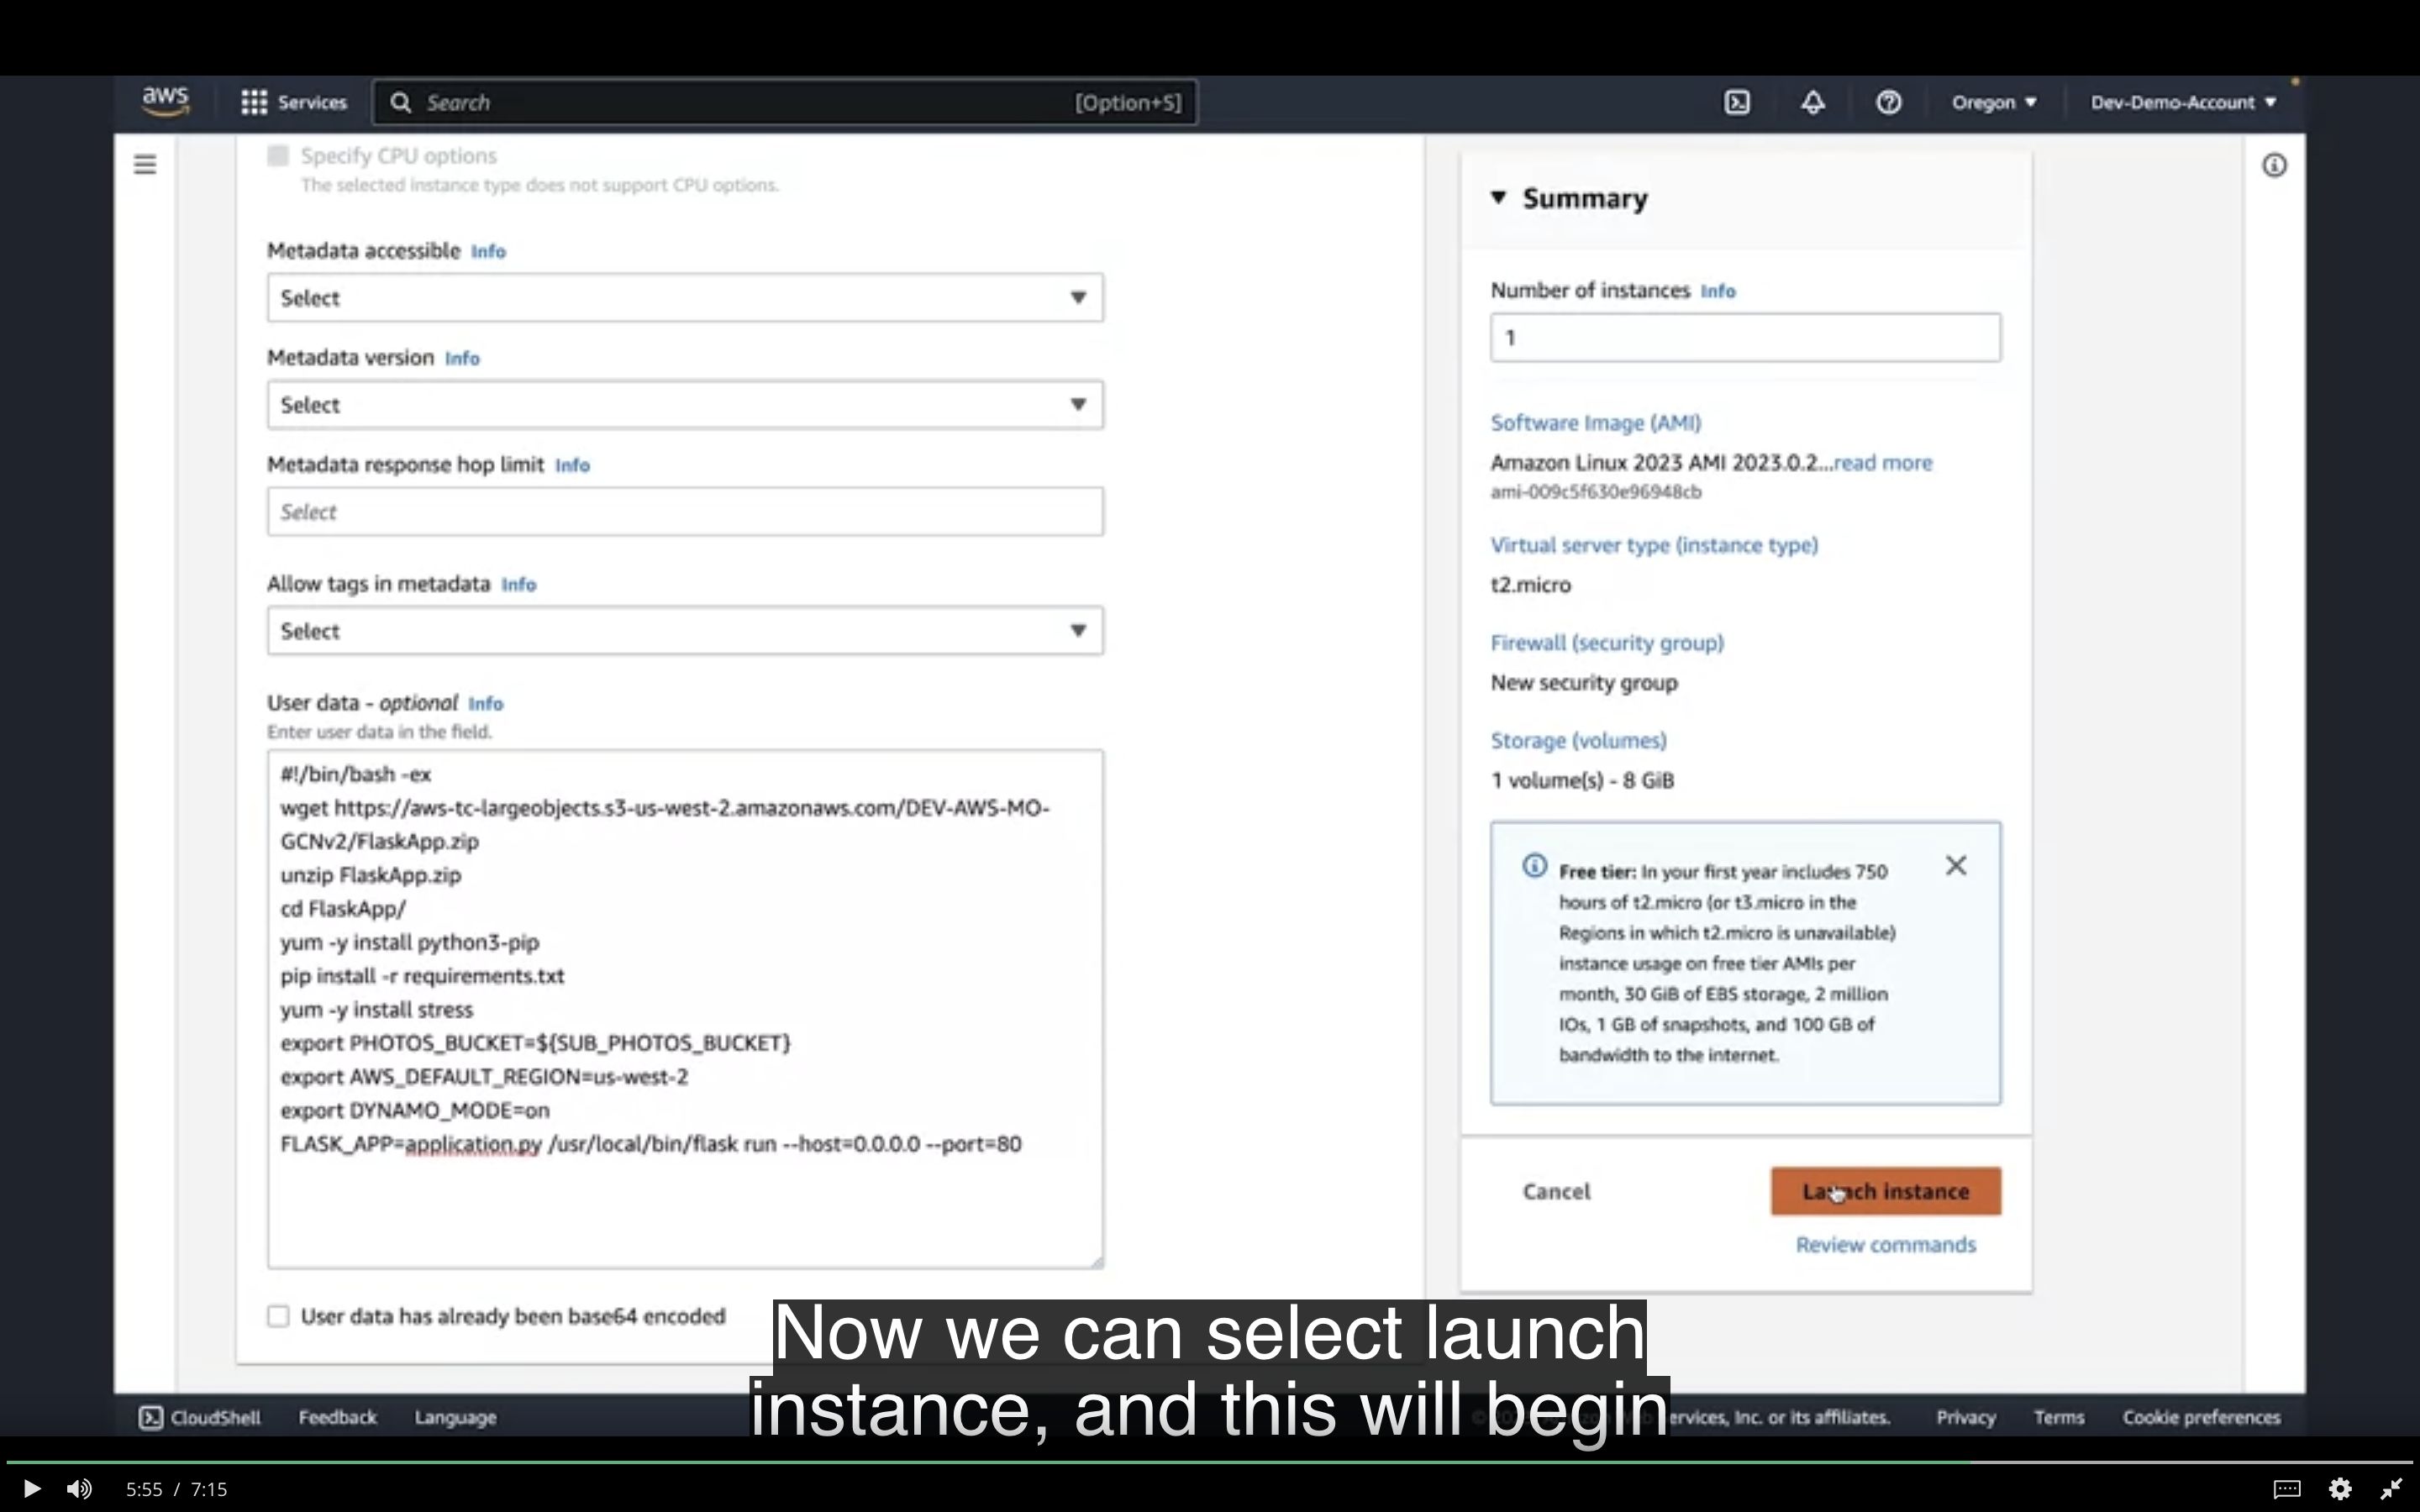 aws
Services
Search
[Option+S]
Oregon
Dev-Demo-Account
Specify CPU options
The selected instance type does not support CPU options.
Metadata accessible Info
Select
Metadata version Info
Select
Metadata response hop limit Info
Select
Allow tags in metadata Info
Select
User data - optional Info
Enter user data in the field.
#!/bin/bash -ex
wget https://aws-tc-largeobjects.s3-us-west-2.amazonaws.com/DEV-AWS-MO-
GCNv2/FlaskApp.zip
unzip FlaskApp.zip
cd FlaskApp/
yum -y install python3-pip
pip install -r requirements.txt
yum -y install stress
export PHOTOS_BUCKET=${SUB_PHOTOS_BUCKET}
export AWS_DEFAULT_REGION=us-west-2
export DYNAMO_MODE=on
FLASK_APP=application.py /usr/local/bin/flask run --host=0.0.0.0 --port=80
User data has already been base64 encoded
Summary
Number of instances Info
1
Software Image (AMI)
Amazon Linux 2023 AMI 2023.0.2...read more
ami-009c5f630e96948cb
Virtual server type (instance type)
t2.micro
Firewall (security group)
New security group
Storage (volumes)
1 volume(s) - 8 GiB
Free tier: In your first year includes 750
hours of t2.micro (or t3.micro in the
Regions in which t2.micro is unavailable)
instance usage on free tier AMIs per
month, 30 GiB of EBS storage, 2 million
IOs, 1 GB of snapshots, and 100 GB of
bandwidth to the internet.
Cancel
Launch instance
Review commands
Now we can select launch
instance, and this will begin
CloudShell
Feedback
Language
ervices, Inc. or its affiliates.
Privacy
Terms
Cookie preferences
5:55 / 7:15